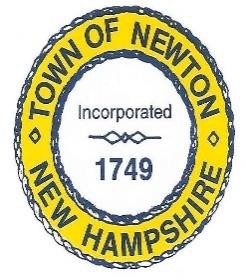 TOWN OF NEWTON
Incorporated
1749
NEW HAMPSHIRE